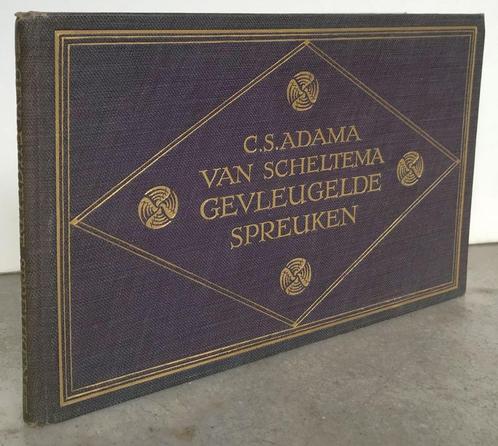 C.S. ADAMA
VAN SCHELTEMA
GEVLEUGELDE
SPREUKEN